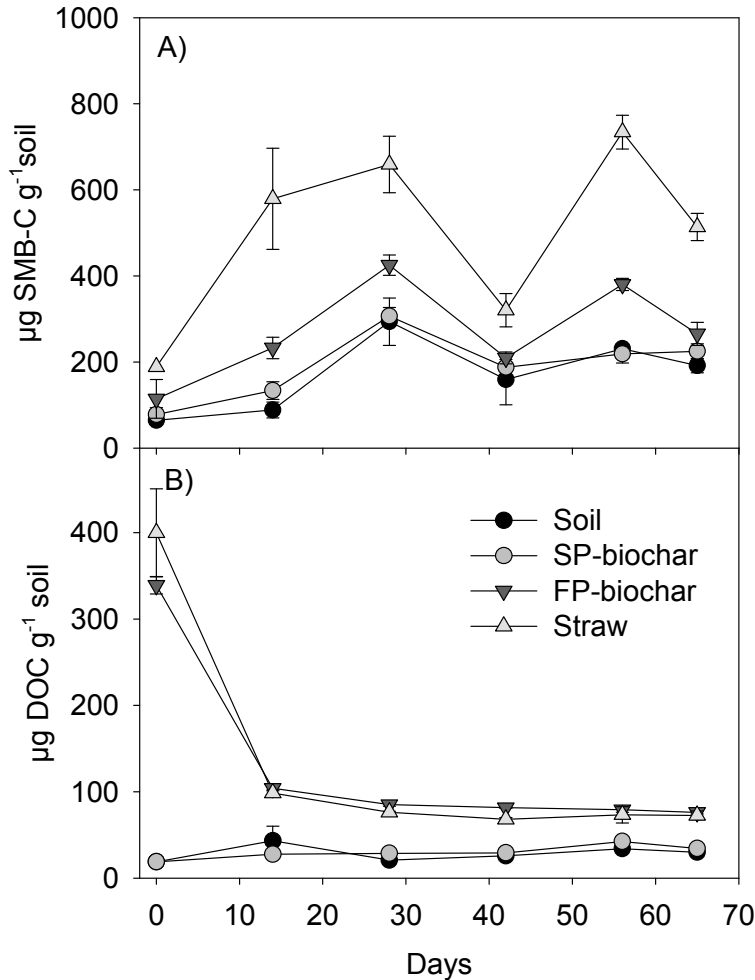 A)
µg SMB-C g⁻¹soil
1000
800
600
400
200
0
B)
µg DOC g⁻¹ soil
400
300
200
100
0
Soil
SP-biochar
FP-biochar
Straw
0 10 20 30 40 50 60 70
Days